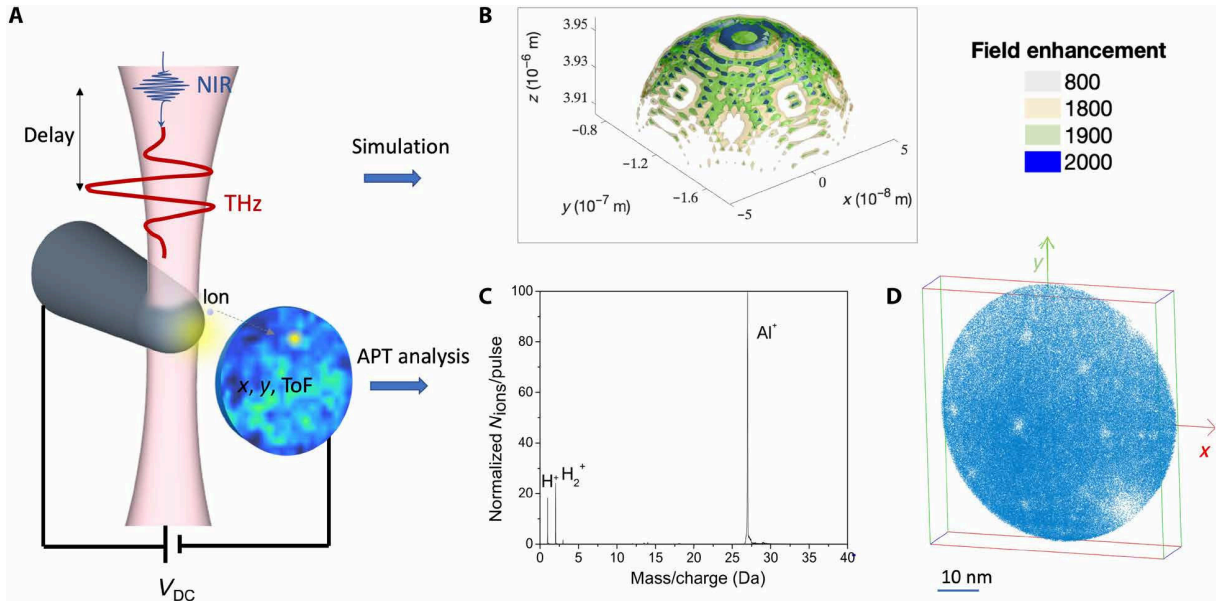 A
NIR
Delay
THz
Ion
x, y, ToF
V_DC
Simulation
APT analysis
B
z (10⁻⁶ m)
3.95
3.93
3.91
−0.8
−1.2
−1.6
y (10⁻⁷ m)
−5
0
5
x (10⁻⁸ m)
Field enhancement
800
1800
1900
2000
C
Normalized N_ions/pulse
100
80
60
40
20
0
H⁺
H₂⁺
Al⁺
0 5 10 15 20 25 30 35 40
Mass/charge (Da)
D
y
x
10 nm